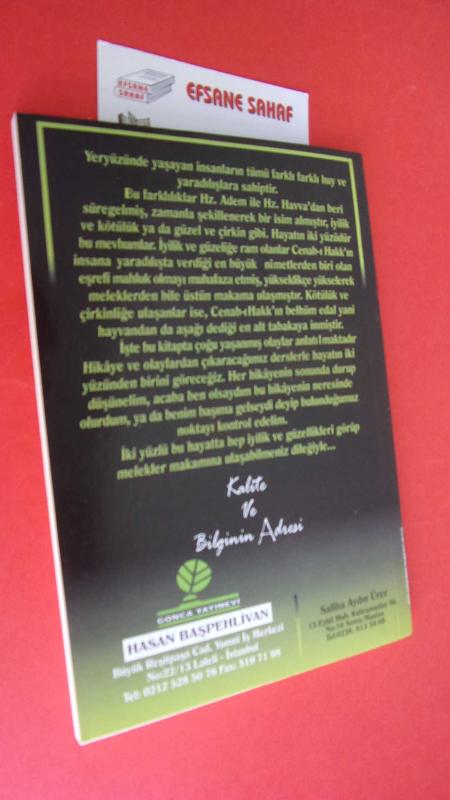 EFSANE
SAHAF
EFSANE SAHAF
Yeryüzünde yaşayan insanların tümü farklı farklı huy ve
yaradılışlara sahiptir.
Bu farklılıklar Hz. Adem ile Hz. Havva'dan beri
süregelmiş, zamanla şekillenerek bir isim almıştır, iyilik
ve kötülük ya da güzel ve çirkin gibi. Hayatın iki yüzüdür
bu mevhumlar. İyilik ve güzeliğe ram olanlar Cenab-ı Hakk'ın
insana yaradılışta verdiği en büyük nimetlerden biri olan
eşrefi mahluk olmayı muhafaza etmiş, yükseldikçe yükselerek
meleklerden bile üstün makama ulaşmıştır. Kötülük ve
çirkinliğe ulaşanlar ise, Cenab-ı Hakk'ın belhüm edal yani
hayvandan da aşağı dediği en alt tabakaya inmiştir.
İşte bu kitapta çoğu yaşanmış olaylar anlatılmaktadır
Hikâye ve olaylardan çıkaracağımız derslerle hayatın iki
yüzünden birini göreceğiz. Her hikâyenin sonunda durup
düşünelim, acaba ben olsaydım bu hikâyenin neresinde
olurdum, ya da benim başıma gelseydi deyip bulunduğumuz
noktayı kontrol edelim.
İki yüzlü bu hayatta hep iyilik ve güzellikleri görüp
melekler makamına ulaşabilmeniz dileğiyle...
Kalite
Ve
Bilginin Adresi
GONCA YAYINEVİ
HASAN BAŞPEHLİVAN
Büyük Reşitpaşa Cad. Yümni İş Merkezi
No:22/13 Laleli - İstanbul
Tel: 0212 528 50 76 Fax: 519 71 98
Saliha Aydın Ürer
Tel:0236. 613 50 68